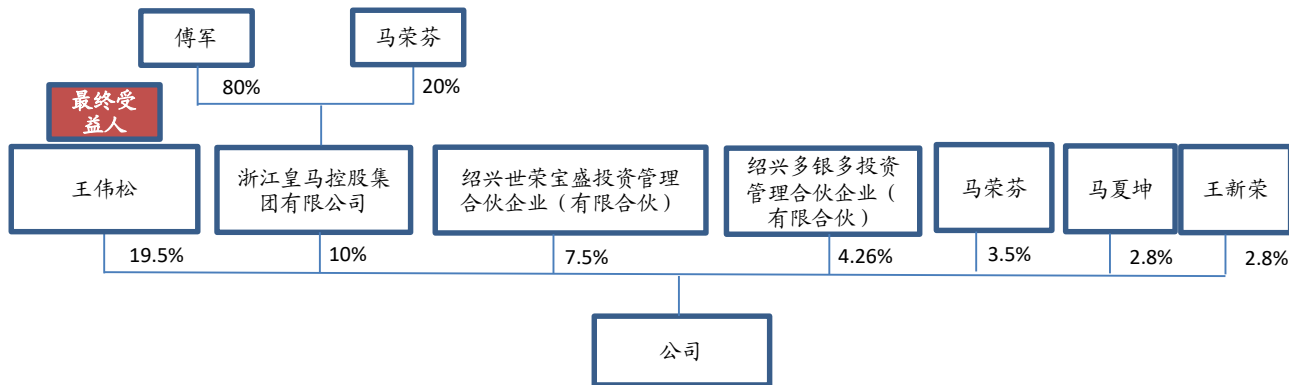 傅军
马荣芬
80%
20%
最终受
益人
王伟松
浙江皇马控股集
团有限公司
绍兴世荣宝盛投资管理
合伙企业（有限合伙）
绍兴多银多投资
管理合伙企业（
有限合伙）
马荣芬
马夏坤
王新荣
19.5%
10%
7.5%
4.26%
3.5%
2.8%
2.8%
公司